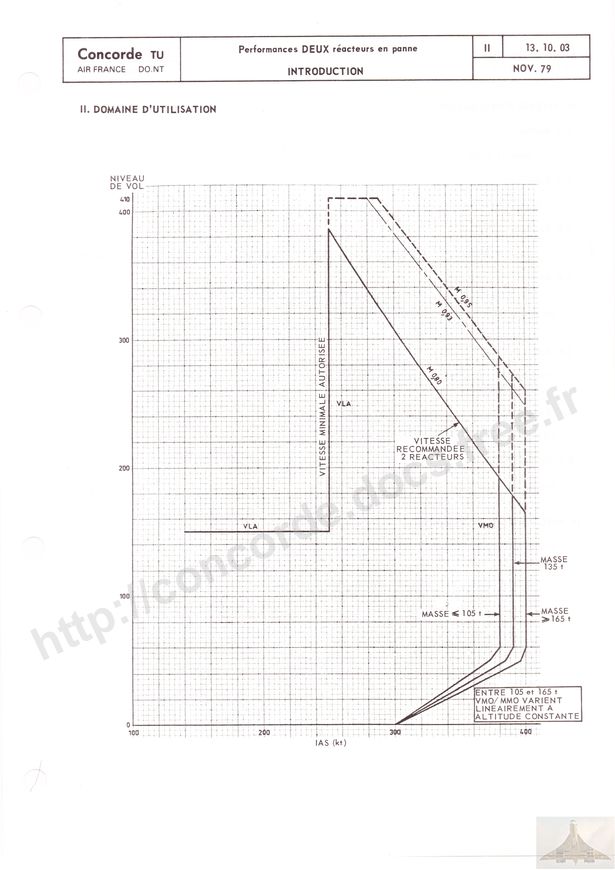 Concorde TU
AIR FRANCE DO.NT
Performances DEUX réacteurs en panne
INTRODUCTION
II
13. 10. 03
NOV. 79
II. DOMAINE D'UTILISATION
NIVEAU
DE VOL
410
400
300
200
100
0
100
200
300
400
IAS (kt)
VITESSE MINIMALE AUTORISEE
VLA
VLA
M 0,95
M 0,93
M 0,80
VITESSE
RECOMMANDEE
2 REACTEURS
VMO
MASSE
135 t
MASSE ≤ 105 t
MASSE
≥ 165 t
ENTRE 105 et 165 t
VMO/MMO VARIENT
LINEAIREMENT A
ALTITUDE CONSTANTE
http://concorde.docs.free.fr